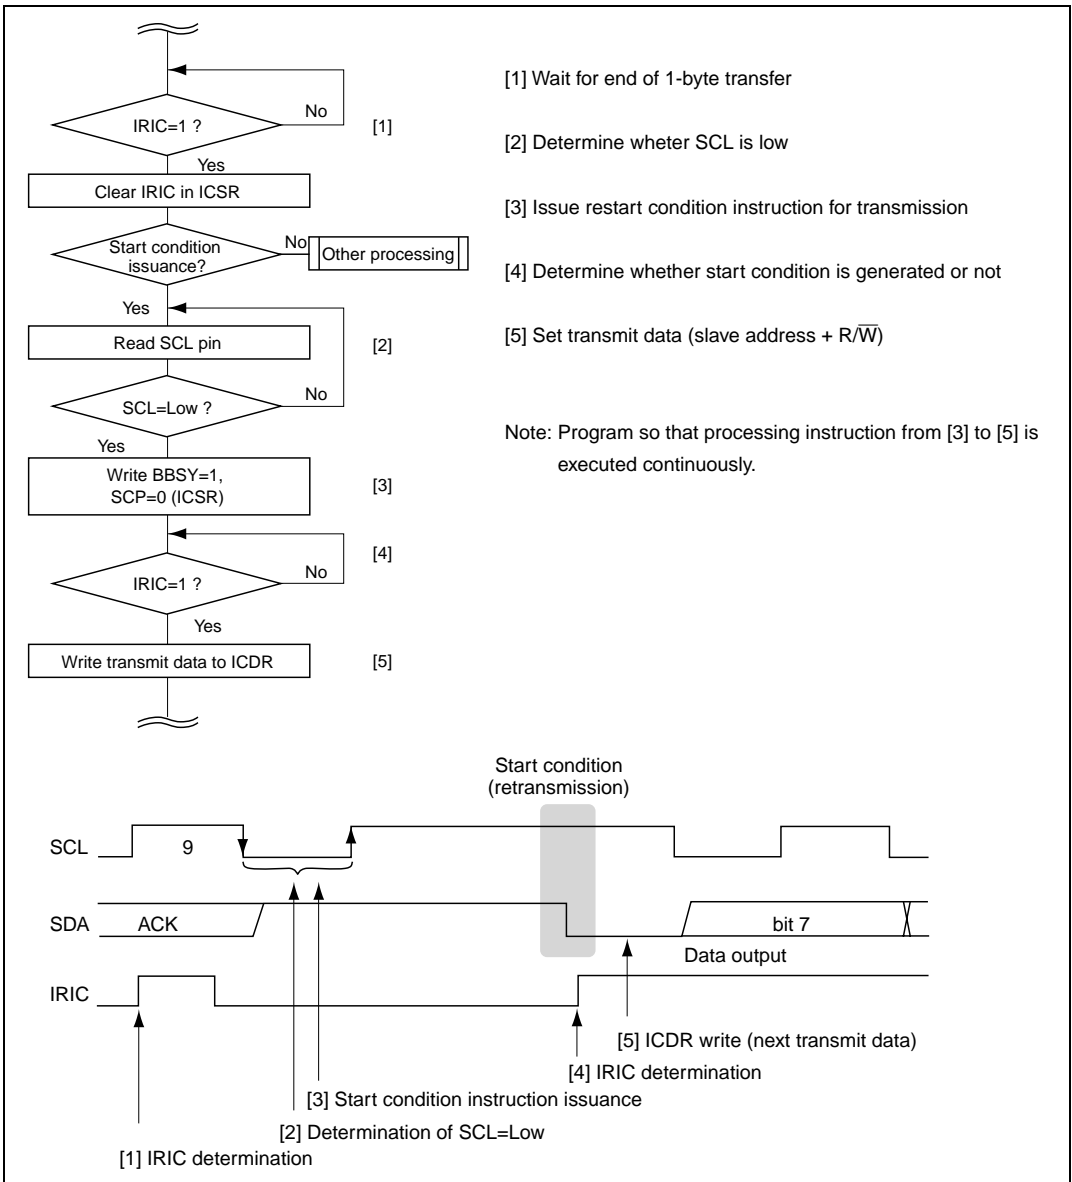 IRIC=1 ?
No
[1]
Yes
Clear IRIC in ICSR
Start condition
issuance?
No
Other processing
Yes
Read SCL pin
[2]
SCL=Low ?
No
Yes
Write BBSY=1,
SCP=0 (ICSR)
[3]
[4]
IRIC=1 ?
No
Yes
Write transmit data to ICDR
[5]
[1] Wait for end of 1-byte transfer
[2] Determine wheter SCL is low
[3] Issue restart condition instruction for transmission
[4] Determine whether start condition is generated or not
[5] Set transmit data (slave address + R/W̅)
Note: Program so that processing instruction from [3] to [5] is
executed continuously.
Start condition
(retransmission)
SCL
9
SDA
ACK
bit 7
Data output
IRIC
[5] ICDR write (next transmit data)
[4] IRIC determination
[3] Start condition instruction issuance
[2] Determination of SCL=Low
[1] IRIC determination